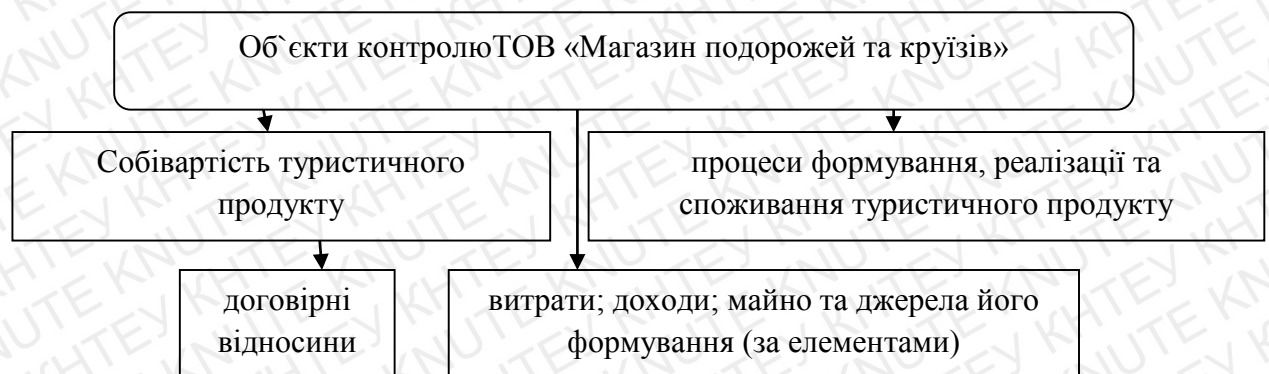 Об`єкти контролюТОВ «Магазин подорожей та круїзів»
Собівартість туристичного
продукту
процеси формування, реалізації та
споживання туристичного продукту
договірні
відносини
витрати; доходи; майно та джерела його
формування (за елементами)